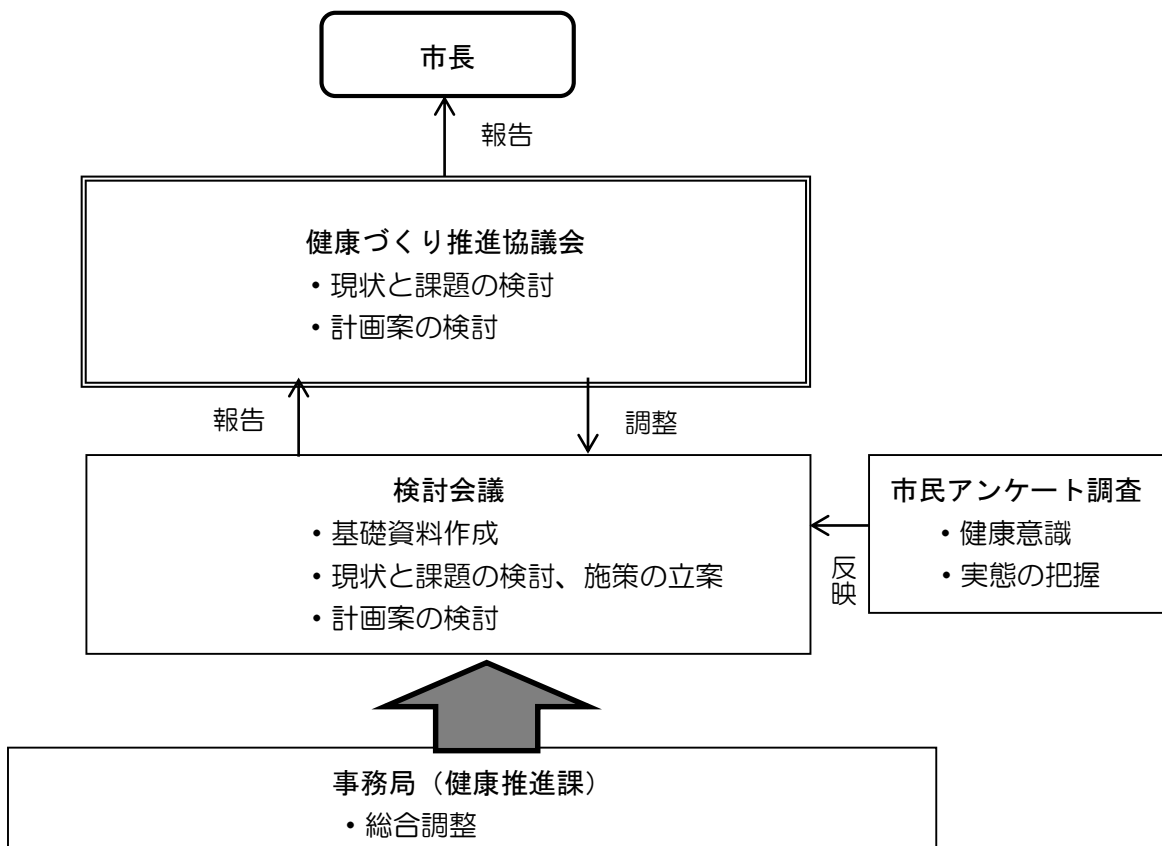 市長
報告
健康づくり推進協議会
・現状と課題の検討
・計画案の検討
報告
調整
検討会議
・基礎資料作成
・現状と課題の検討、施策の立案
・計画案の検討
反映
市民アンケート調査
・健康意識
・実態の把握
事務局（健康推進課）
・総合調整